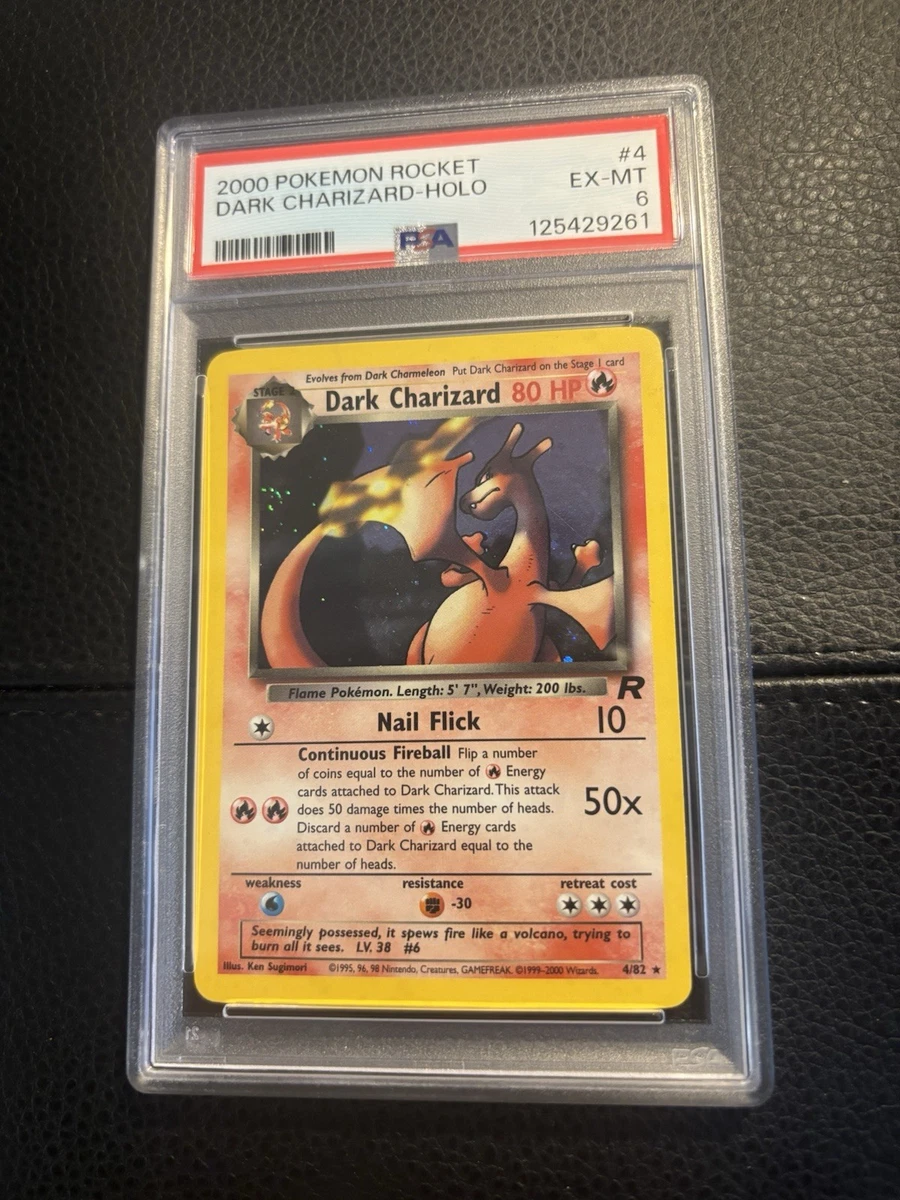 2000 POKEMON ROCKET #4
DARK CHARIZARD-HOLO EX-MT
6
125429261
PSA
Evolves from Dark Charmeleon Put Dark Charizard on the Stage 1 card
STAGE
Dark Charizard 80 HP
Flame Pokémon. Length: 5' 7", Weight: 200 lbs. R
Nail Flick 10
Continuous Fireball Flip a number
of coins equal to the number of Energy
cards attached to Dark Charizard. This attack
does 50 damage times the number of heads. 50x
Discard a number of Energy cards
attached to Dark Charizard equal to the
number of heads.
weakness resistance retreat cost
-30
Seemingly possessed, it spews fire like a volcano, trying to
burn all it sees. LV. 38 #6
Illus. Ken Sugimori ©1995, 96, 98 Nintendo, Creatures, GAMEFREAK. ©1999-2000 Wizards. 4/82 ★